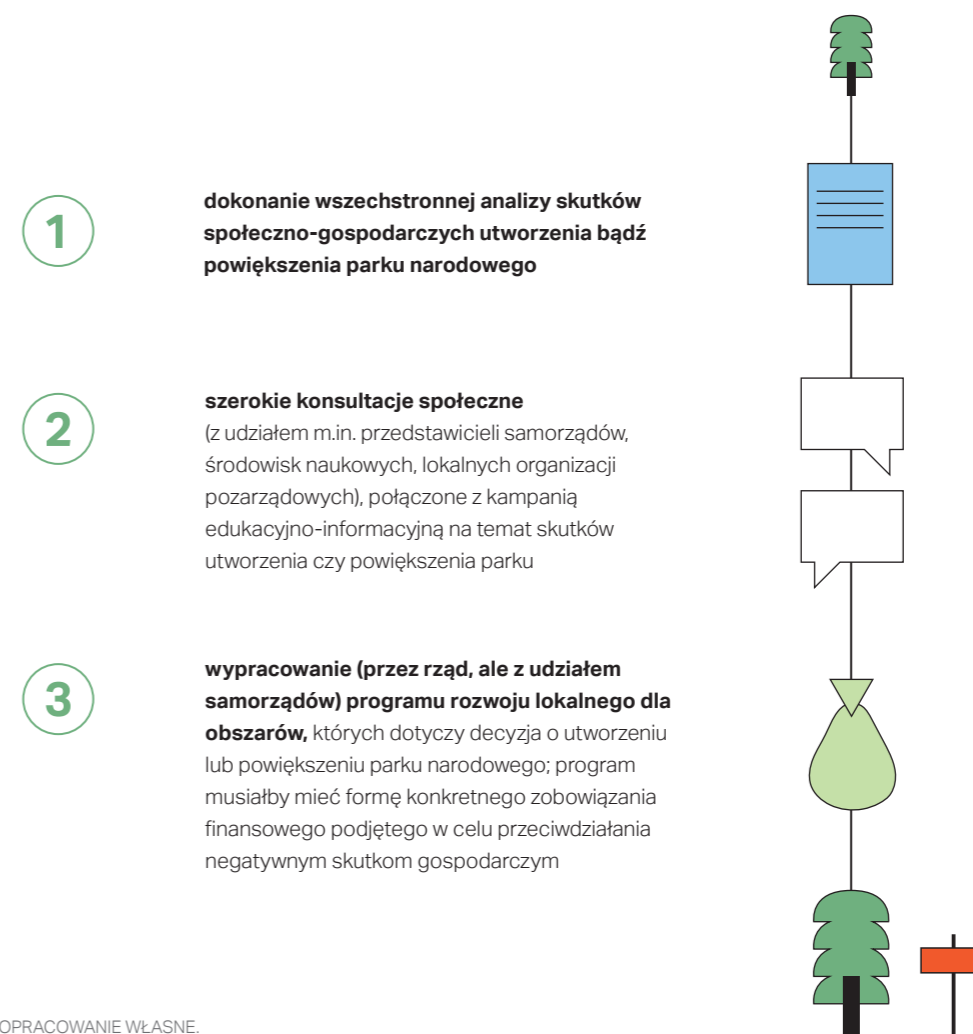 1
dokonanie wszechstronnej analizy skutków
społeczno-gospodarczych utworzenia bądź
powiększenia parku narodowego
2
szerokie konsultacje społeczne
(z udziałem m.in. przedstawicieli samorządów,
środowisk naukowych, lokalnych organizacji
pozarządowych), połączone z kampanią
edukacyjno-informacyjną na temat skutków
utworzenia czy powiększenia parku
3
wypracowanie (przez rząd, ale z udziałem
samorządów) programu rozwoju lokalnego dla
obszarów, których dotyczy decyzja o utworzeniu
lub powiększeniu parku narodowego; program
musiałby mieć formę konkretnego zobowiązania
finansowego podjętego w celu przeciwdziałania
negatywnym skutkom gospodarczym
OPRACOWANIE WŁASNE.